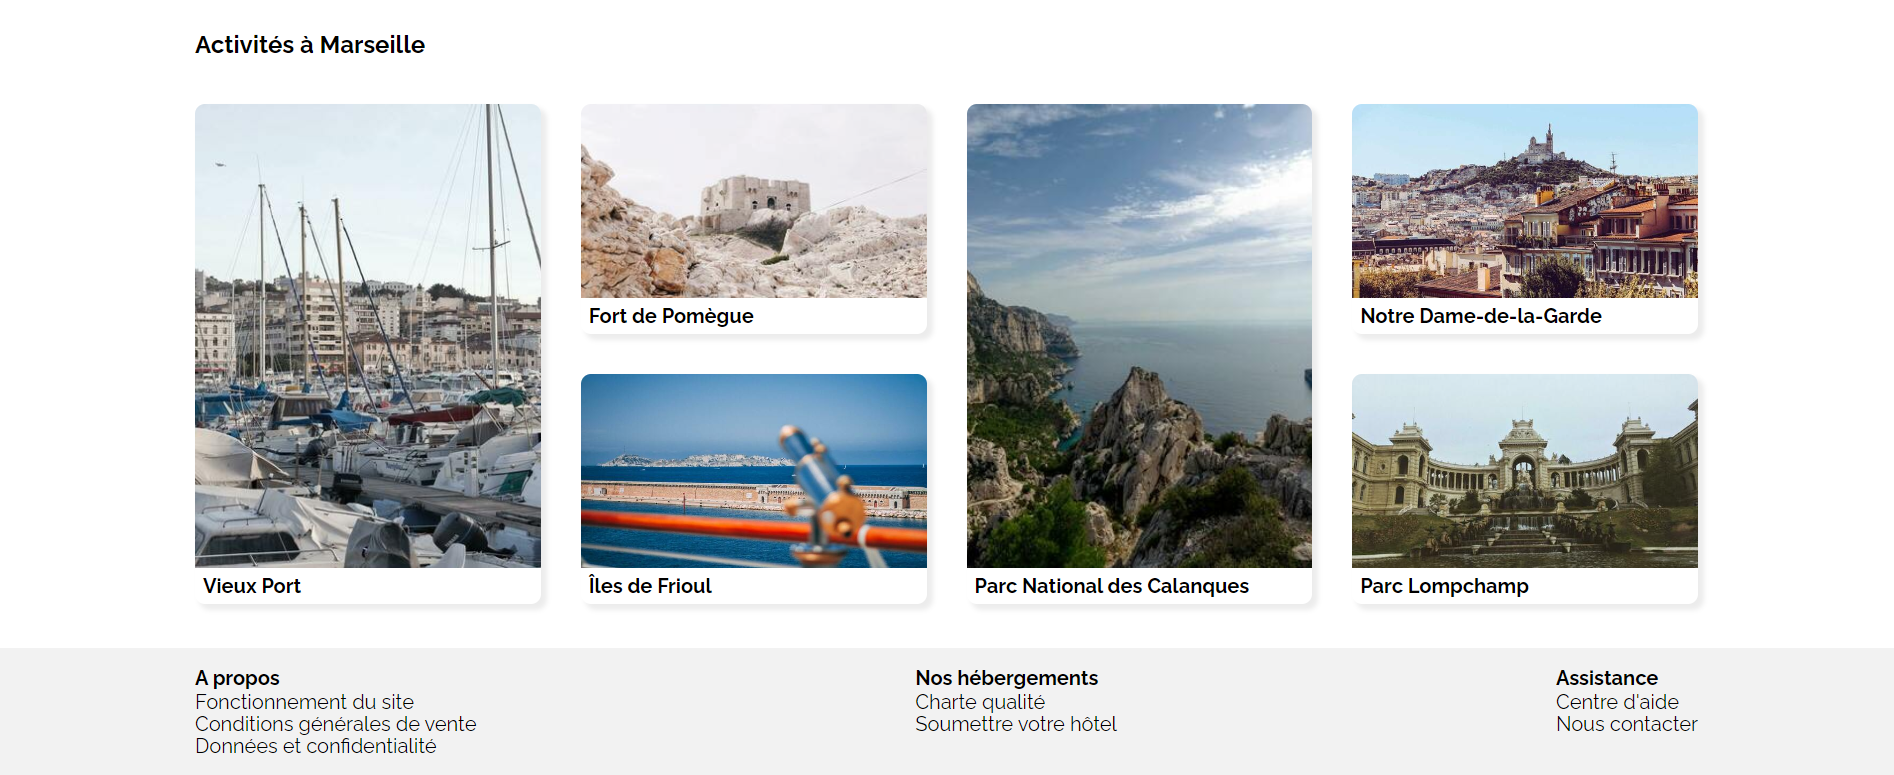 Activités à Marseille
Vieux Port
Fort de Pomègue
Îles de Frioul
Parc National des Calanques
Notre Dame-de-la-Garde
Parc Lompchamp
A propos
Fonctionnement du site
Conditions générales de vente
Données et confidentialité
Nos hébergements
Charte qualité
Soumettre votre hôtel
Assistance
Centre d'aide
Nous contacter